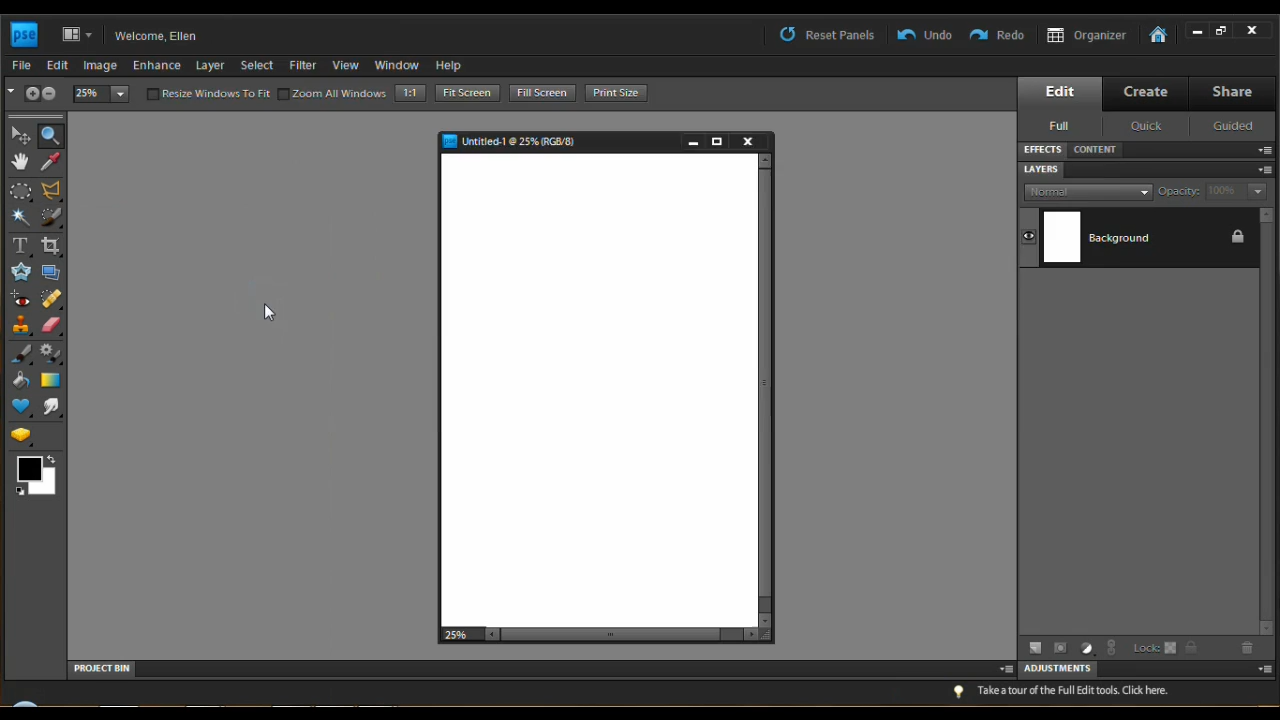 pse Welcome, Ellen Reset Panels Undo Redo Organizer
File Edit Image Enhance Layer Select Filter View Window Help
25% Resize Windows To Fit Zoom All Windows 1:1 Fit Screen Fill Screen Print Size
Edit Create Share
Full Quick Guided
EFFECTS CONTENT
LAYERS
Normal Opacity: 100%
Untitled-1 @ 25% (RGB/8)
Background
T
25%
Lock:
PROJECT BIN
ADJUSTMENTS
Take a tour of the Full Edit tools. Click here.